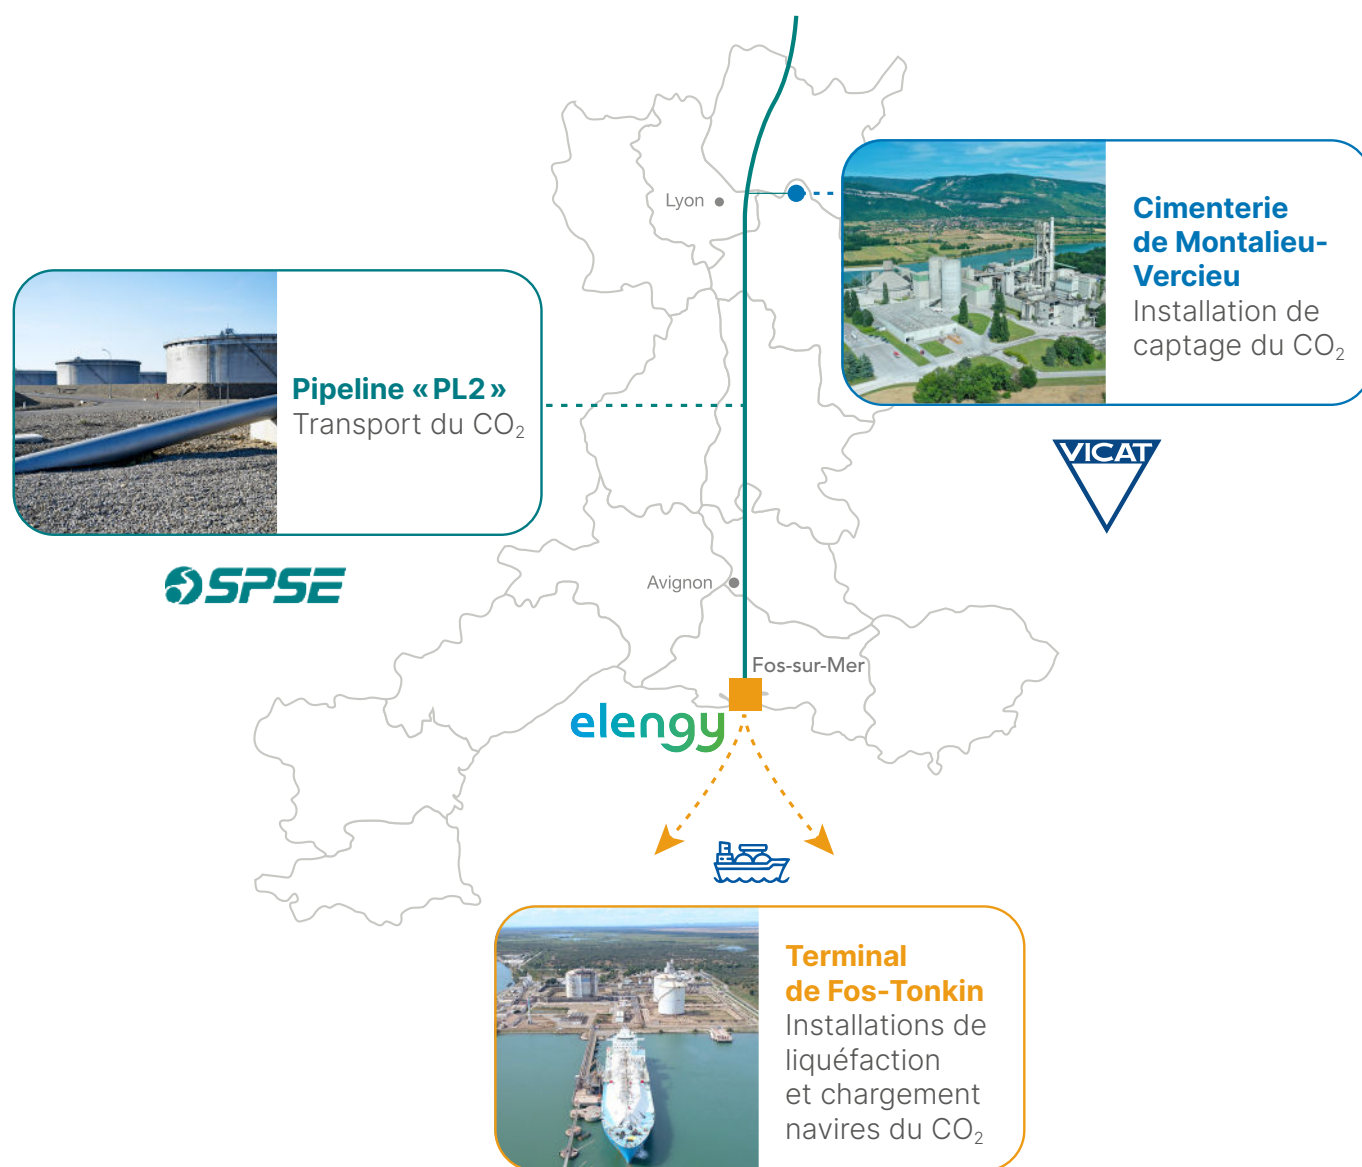 Lyon
Cimenterie
de Montalieu-
Vercieu
Installation de
captage du CO₂
VICAT
Pipeline « PL2 »
Transport du CO₂
SPSE
Avignon
Fos-sur-Mer
elengy
Terminal
de Fos-Tonkin
Installations de
liquéfaction
et chargement
navires du CO₂